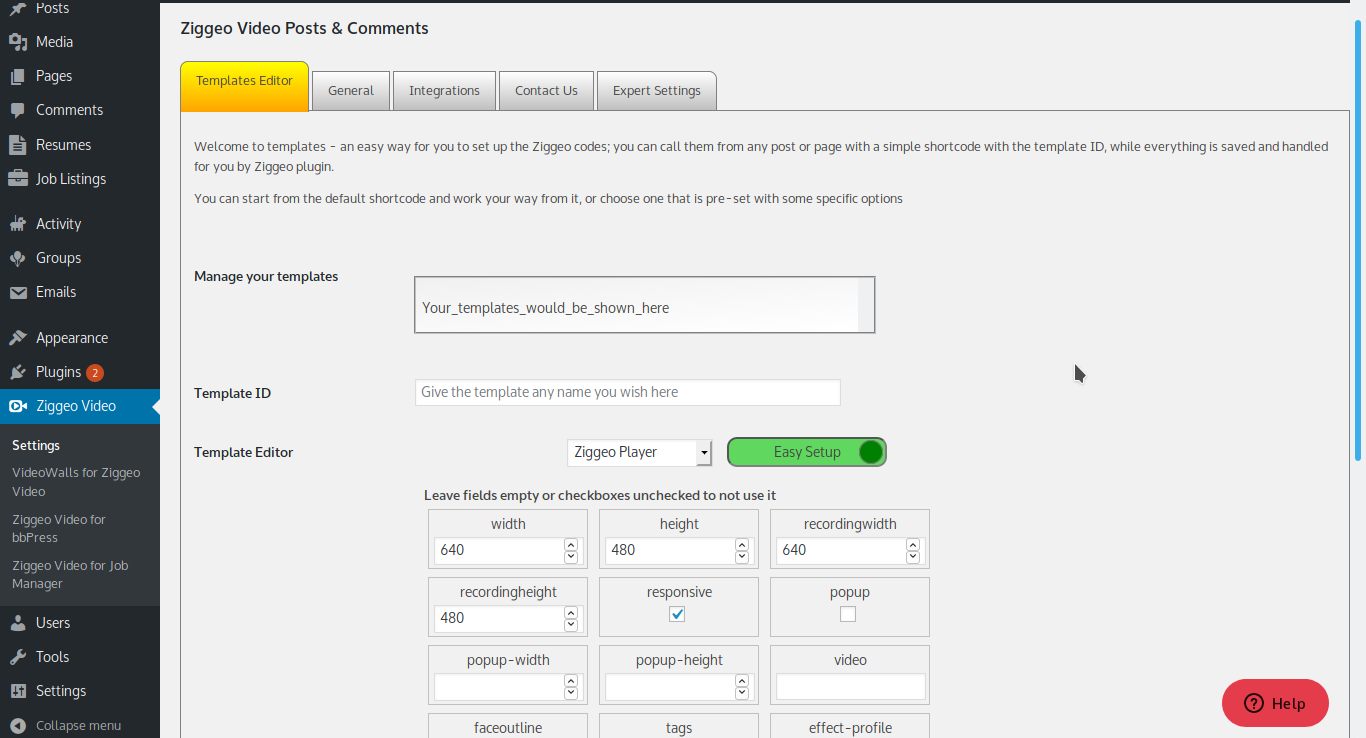 Posts
Media
Pages
Comments
Resumes
Job Listings
Activity
Groups
Emails
Appearance
Plugins 2
Ziggeo Video
Settings
VideoWalls for Ziggeo
Video
Ziggeo Video for
bbPress
Ziggeo Video for Job
Manager
Users
Tools
Settings
Collapse menu
Ziggeo Video Posts & Comments
Templates Editor
General
Integrations
Contact Us
Expert Settings
Welcome to templates - an easy way for you to set up the Ziggeo codes; you can call them from any post or page with a simple shortcode with the template ID, while everything is saved and handled
for you by Ziggeo plugin.
You can start from the default shortcode and work your way from it, or choose one that is pre-set with some specific options
Manage your templates
Your_templates_would_be_shown_here
Template ID
Give the template any name you wish here
Template Editor
Ziggeo Player
Easy Setup
Leave fields empty or checkboxes unchecked to not use it
width
height
recordingwidth
640
480
640
recordingheight
responsive
popup
480
popup-width
popup-height
video
faceoutline
tags
effect-profile
? Help